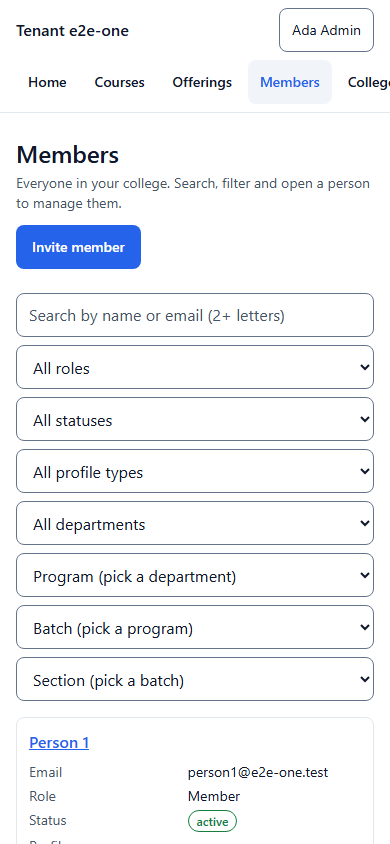 Tenant e2e-one
Ada Admin
Home Courses Offerings Members
Members
Everyone in your college. Search, filter and open a person
to manage them.
Invite member
Search by name or email (2+ letters)
All roles
All statuses
All profile types
All departments
Program (pick a department)
Batch (pick a program)
Section (pick a batch)
Person 1
Email person1@e2e-one.test
Role Member
Status active